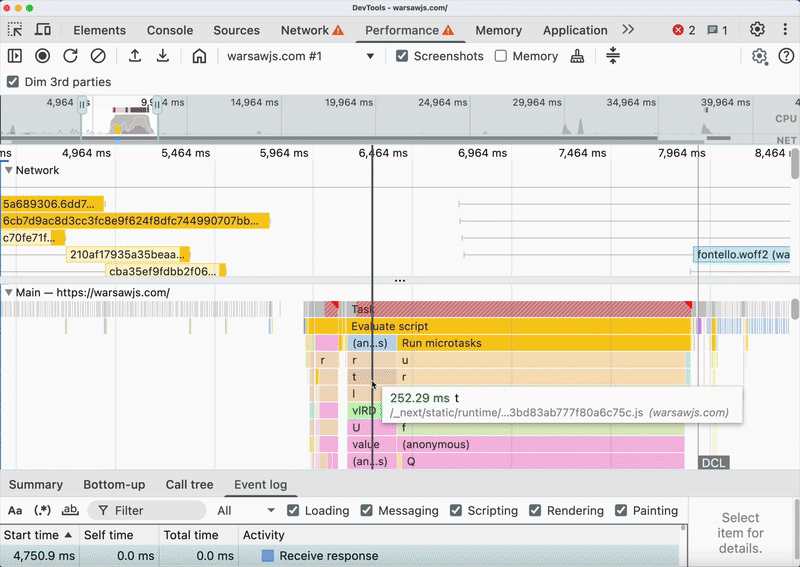 DevTools - warsawjs.com/
Elements Console Sources Network Performance Memory Application 2 1
warsawjs.com #1 Screenshots Memory
Dim 3rd parties
4,964 ms 9,964 ms 14,964 ms 19,964 ms 24,964 ms 29,964 ms 34,964 ms 39,964 ms
CPU
NET
ms 4,964 ms 5,464 ms 5,964 ms 6,464 ms 6,964 ms 7,464 ms 7,964 ms 8,464
Network
5a689306.6dd7...
6cb7d9ac8d3cc3fc8e9f624f8dfc744990707bb...
c70fe71f...
210af17935a35beaa... fontello.woff2 (wa
cba35ef9fdbb2f06...
Main — https://warsawjs.com/
Task
Evaluate script
(an...s) Run microtasks
r r u
t r
l
252.29 ms t
/_next/static/runtime/...3bd83ab777f80a6c75c.js (warsawjs.com)
vIRD
U f
value (anonymous)
(an...s) Q DCL
Summary Bottom-up Call tree Event log
Aa (.*) ab Filter All Loading Messaging Scripting Rendering Painting
Start time Self time Total time Activity
4,750.9 ms 0.0 ms 0.0 ms Receive response
Select
item for
details.